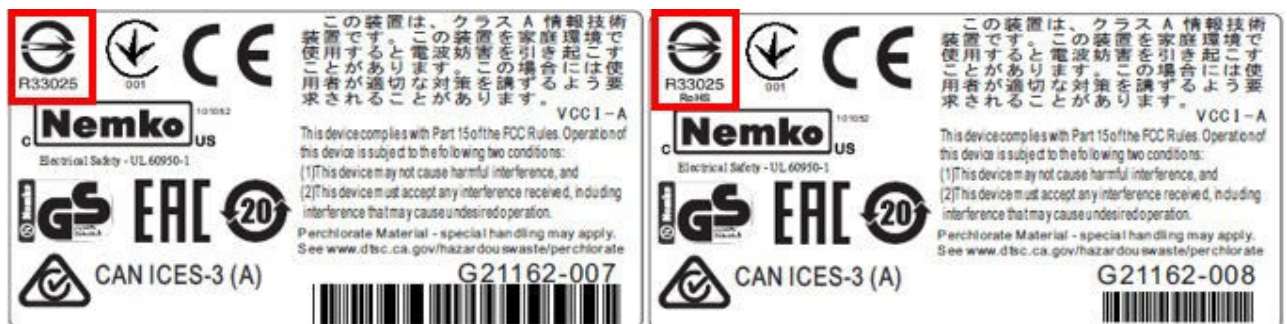 R33025
001
CE
この装置は、クラスA情報技術
装置です。この装置を家庭環境で
使用すると電波妨害を引き起こす
ことがあります。この場合には使
用者が適切な対策を講ずるよう要
求されることがあります。
VCCI-A
c Nemko US
101052
Electrical Safety - UL 60950-1
This device complies with Part 15 of the FCC Rules. Operation of
this device is subject to the following two conditions:
(1)This device may not cause harmful interference, and
(2)This device must accept any interference received, including
interference that may cause undesired operation.
Nemko
GS
EAC
20
Perchlorate Material - special handling may apply.
See www.dtsc.ca.gov/hazardouswaste/perchlorate
CAN ICES-3 (A)
G21162-007
R33025
RoHS
001
CE
この装置は、クラスA情報技術
装置です。この装置を家庭環境で
使用すると電波妨害を引き起こす
ことがあります。この場合には使
用者が適切な対策を講ずるよう要
求されることがあります。
VCCI-A
c Nemko US
101052
Electrical Safety - UL 60950-1
This device complies with Part 15 of the FCC Rules. Operation of
this device is subject to the following two conditions:
(1)This device may not cause harmful interference, and
(2)This device must accept any interference received, including
interference that may cause undesired operation.
Nemko
GS
EAC
20
Perchlorate Material - special handling may apply.
See www.dtsc.ca.gov/hazardouswaste/perchlorate
CAN ICES-3 (A)
G21162-008